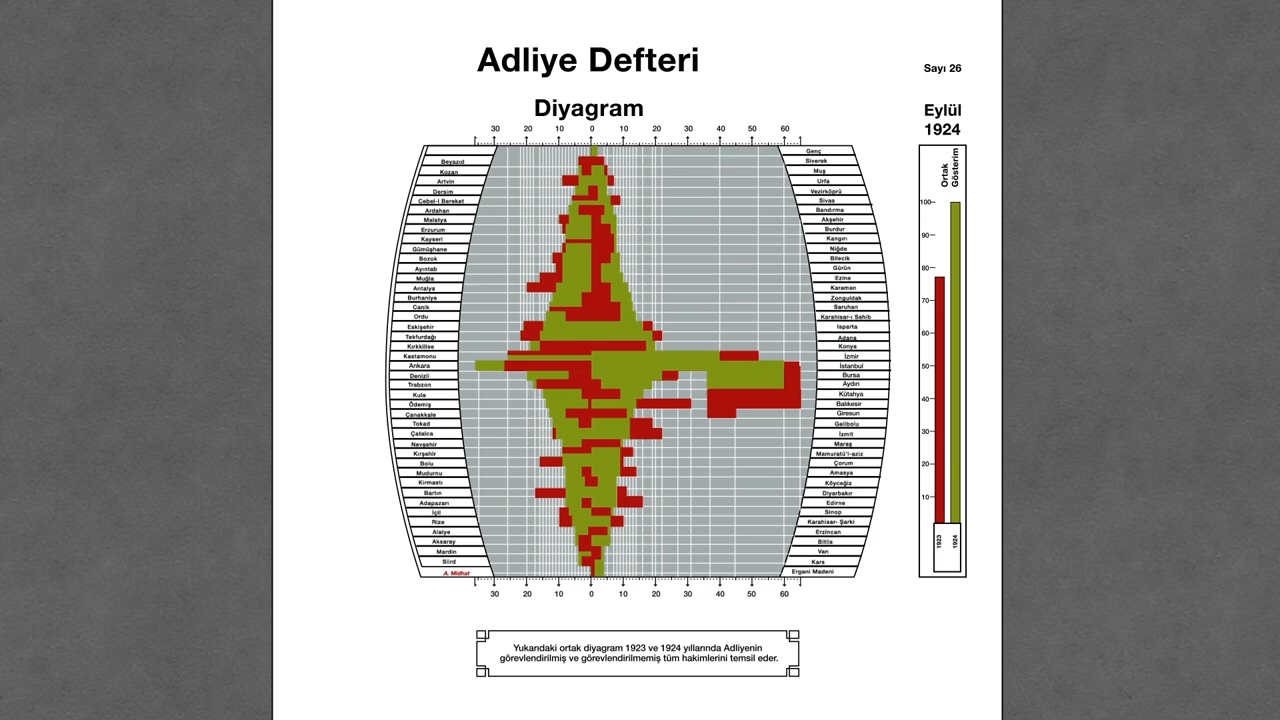 Adliye Defteri
Sayı 26
Diyagram
Eylül
1924
30 20 10 0 10 20 30 40 50 60
Beyazıd
Kozan
Artvin
Dersim
Cebel-i Bereket
Ardahan
Malatya
Erzurum
Kayseri
Gümüşhane
Bozok
Ayıntab
Muğla
Antalya
Burhaniye
Canik
Ordu
Eskişehir
Tekfurdağı
Kırkkilise
Kastamonu
Ankara
Denizli
Trabzon
Kula
Ödemiş
Çanakkale
Tokad
Çatalca
Nevşehir
Kırşehir
Bolu
Mudurnu
Kirmastı
Bartın
Adapazarı
İçil
Rize
Alaiye
Aksaray
Mardin
Siird
A. Midhat
Genç
Siverek
Muş
Urfa
Vezirköprü
Sivas
Bandırma
Akşehir
Burdur
Kangırı
Niğde
Bilecik
Gürün
Ezine
Karaman
Zonguldak
Saruhan
Karahisar-ı Sahib
Isparta
Adana
Konya
İzmir
İstanbul
Bursa
Aydın
Kütahya
Balıkesir
Giresun
Gelibolu
İzmit
Maraş
Mamuratü'l-aziz
Çorum
Amasya
Köyceğiz
Diyarbakır
Edirne
Sinop
Karahisar- Şarki
Erzincan
Bitlis
Van
Kars
Ergani Madeni
30 20 10 0 10 20 30 40 50 60
Ortak
Gösterim
100
90
80
70
60
50
40
30
20
10
1923
1924
Yukarıdaki ortak diyagram 1923 ve 1924 yıllarında Adliyenin
görevlendirilmiş ve görevlendirilmemiş tüm hakimlerini temsil eder.